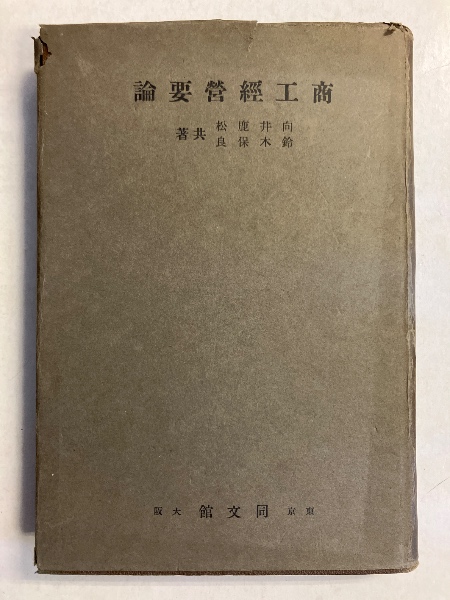 商工經營要論
向井鹿松
鈴木保良
共著
東京 同文館 大阪